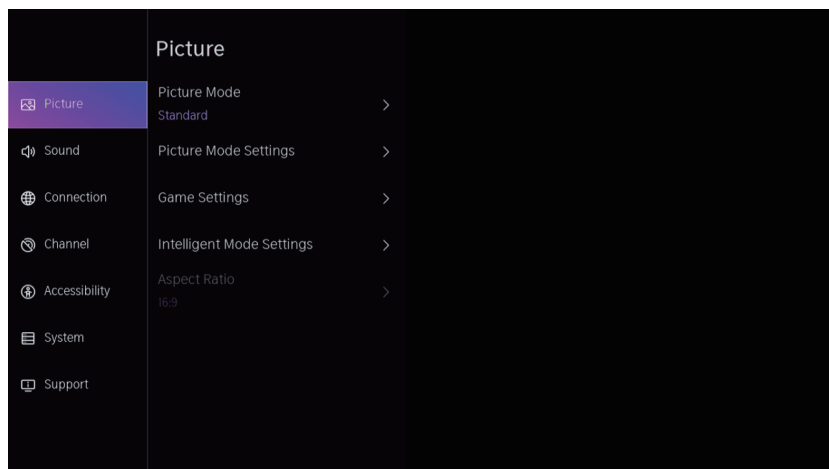 Picture
Picture
Sound
Connection
Channel
Accessibility
System
Support
Picture Mode
Standard
Picture Mode Settings
Game Settings
Intelligent Mode Settings
Aspect Ratio
16:9